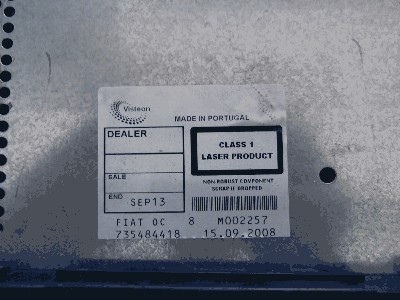 Visteon
MADE IN PORTUGAL
DEALER
CLASS 1
LASER PRODUCT
SALE
NON-ROBUST COMPONENT
SCRAP IF DROPPED
END SEP13
FIAT OC 8 M002257
735484418 15.09.2008